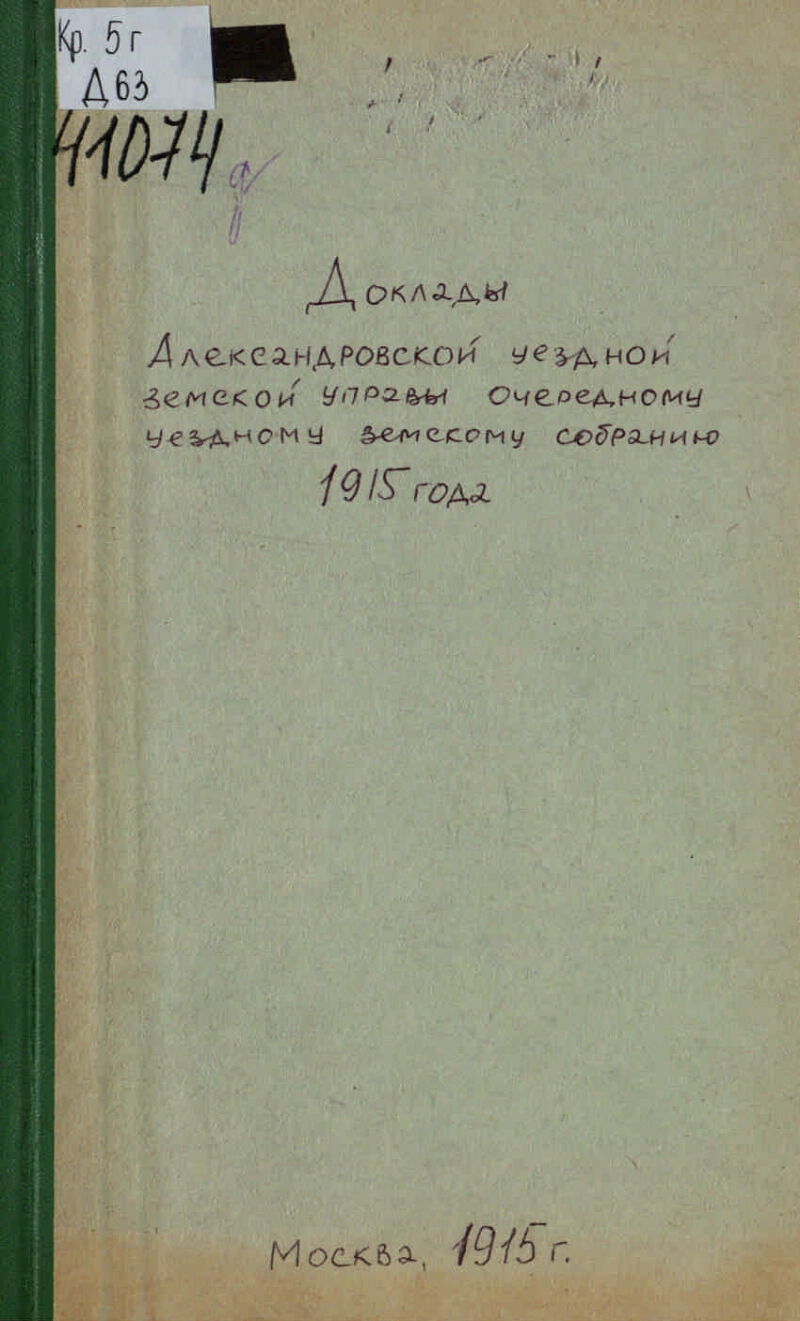 Кр. 5г
Д63
41074
Доклады
Александровской уездной
земской управы Очередному
уездному земскому собранию
1915 года
Москва, 1915 г.